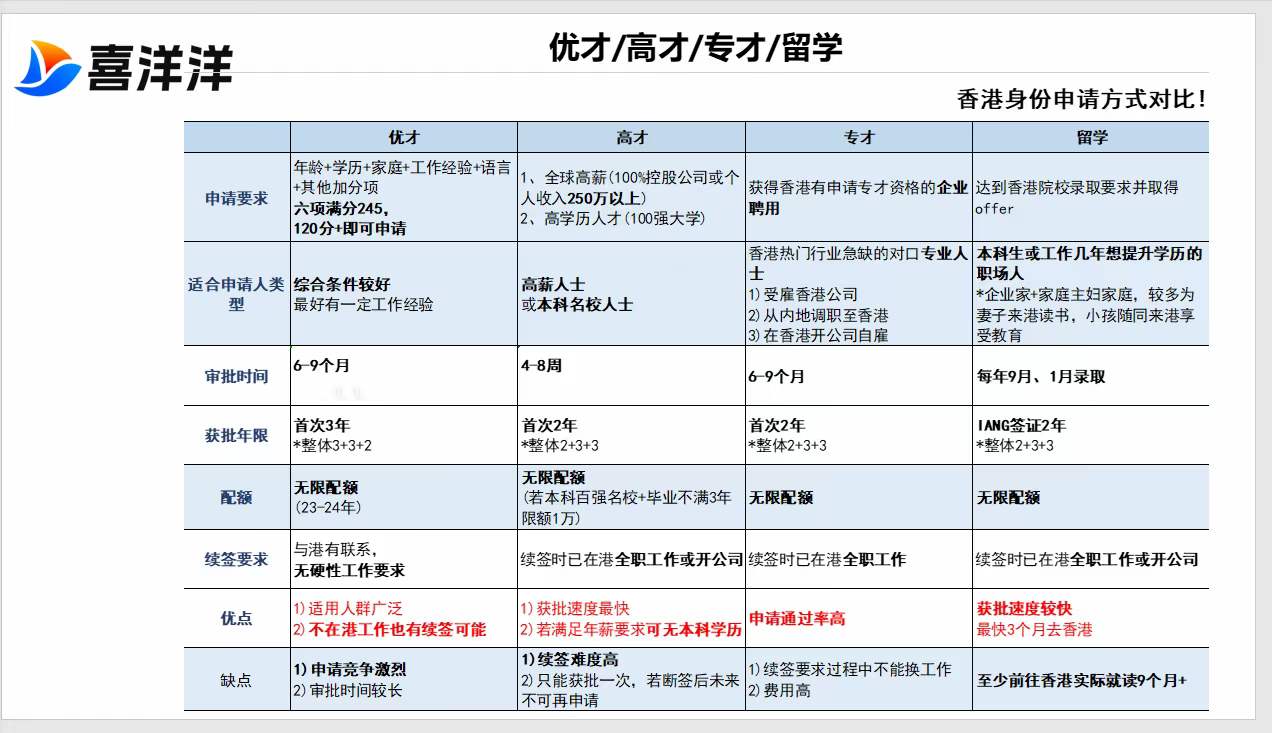 喜洋洋
优才/高才/专才/留学
香港身份申请方式对比！
优才
高才
专才
留学
申请要求
年龄+学历+家庭+工作经验+语言
+其他加分项
六项满分245，
120分+即可申请
1、全球高薪(100%控股公司或个
人收入250万以上)
2、高学历人才(100强大学)
获得香港有申请专才资格的企业
聘用
达到香港院校录取要求并取得
offer
适合申请人类
型
综合条件较好
最好有一定工作经验
高薪人士
或本科名校人士
香港热门行业急缺的对口专业人
士
1)受雇香港公司
2)从内地调职至香港
3)在香港开公司自雇
本科生或工作几年想提升学历的
职场人
*企业家+家庭主妇家庭，较多为
妻子来港读书，小孩随同来港享
受教育
审批时间
6-9个月
4-8周
6-9个月
每年9月、1月录取
获批年限
首次3年
*整体3+3+2
首次2年
*整体2+3+3
首次2年
*整体2+3+3
IANG签证2年
*整体2+3+3
配额
无限配额
(23-24年)
无限配额
(若本科百强名校+毕业不满3年
限额1万)
无限配额
无限配额
续签要求
与港有联系，
无硬性工作要求
续签时已在港全职工作或开公司
续签时已在港全职工作
续签时已在港全职工作或开公司
优点
1)适用人群广泛
2)不在港工作也有续签可能
1)获批速度最快
2)若满足年薪要求可无本科学历
申请通过率高
获批速度较快
最快3个月去香港
缺点
1)申请竞争激烈
2)审批时间较长
1)续签难度高
2)只能获批一次，若断签后未来
不可再申请
1)续签要求过程中不能换工作
2)费用高
至少前往香港实际就读9个月+